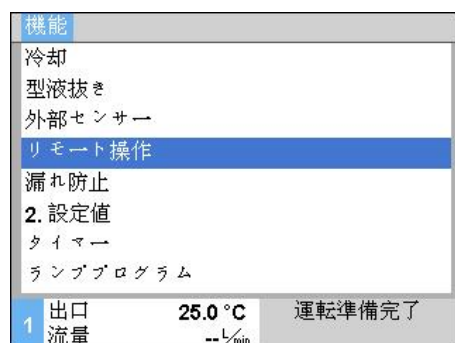 機能
冷却
型液抜き
外部センサー
リモート操作
漏れ防止
2. 設定値
タイマー
ランププログラム
1 出口 25.0 °C 運転準備完了
流量 -- L/min